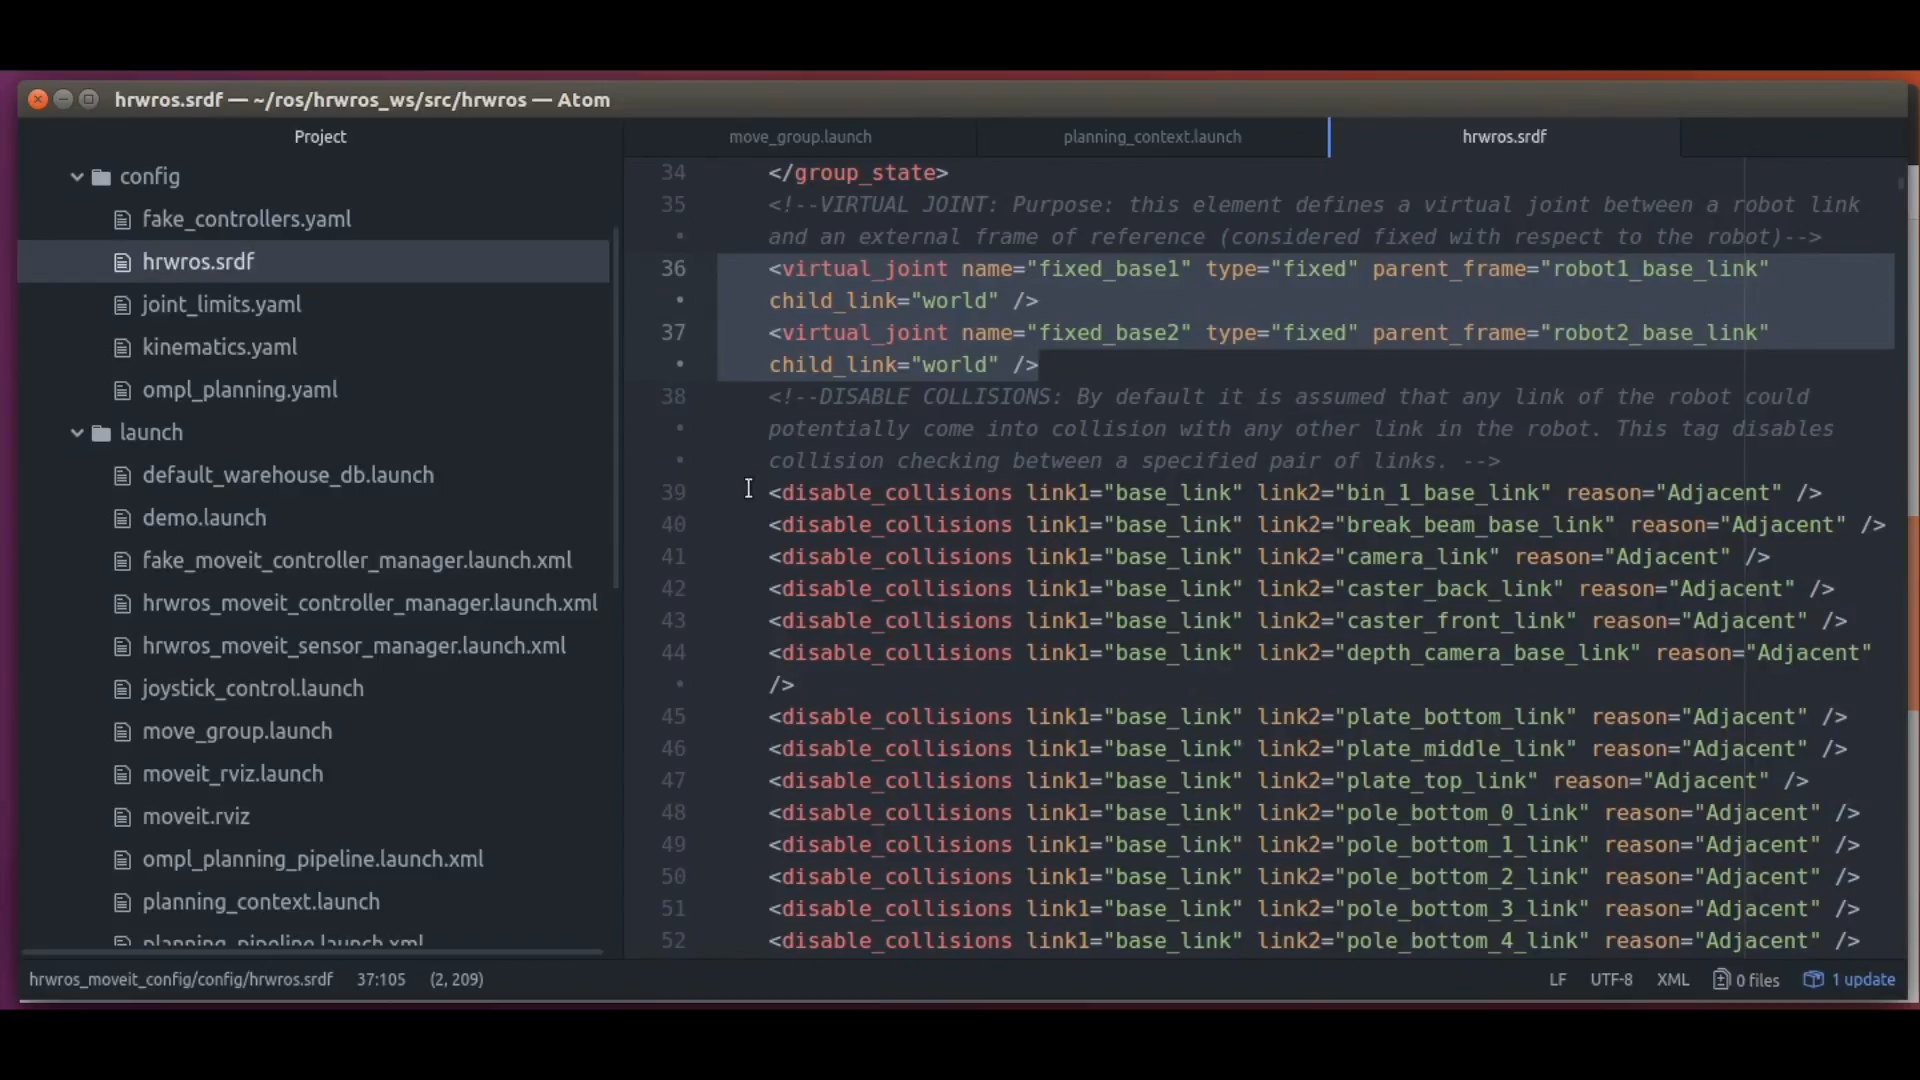 hrwros.srdf — ~/ros/hrwros_ws/src/hrwros — Atom
Project
config
fake_controllers.yaml
hrwros.srdf
joint_limits.yaml
kinematics.yaml
ompl_planning.yaml
launch
default_warehouse_db.launch
demo.launch
fake_moveit_controller_manager.launch.xml
hrwros_moveit_controller_manager.launch.xml
hrwros_moveit_sensor_manager.launch.xml
joystick_control.launch
move_group.launch
moveit_rviz.launch
moveit.rviz
ompl_planning_pipeline.launch.xml
planning_context.launch
planning_pipeline.launch.xml
move_group.launch planning_context.launch hrwros.srdf
34 </group_state>
35 <!--VIRTUAL JOINT: Purpose: this element defines a virtual joint between a robot link
• and an external frame of reference (considered fixed with respect to the robot)-->
36 <virtual_joint name="fixed_base1" type="fixed" parent_frame="robot1_base_link"
• child_link="world" />
37 <virtual_joint name="fixed_base2" type="fixed" parent_frame="robot2_base_link"
• child_link="world" />
38 <!--DISABLE COLLISIONS: By default it is assumed that any link of the robot could
• potentially come into collision with any other link in the robot. This tag disables
• collision checking between a specified pair of links. -->
39 <disable_collisions link1="base_link" link2="bin_1_base_link" reason="Adjacent" />
40 <disable_collisions link1="base_link" link2="break_beam_base_link" reason="Adjacent" />
41 <disable_collisions link1="base_link" link2="camera_link" reason="Adjacent" />
42 <disable_collisions link1="base_link" link2="caster_back_link" reason="Adjacent" />
43 <disable_collisions link1="base_link" link2="caster_front_link" reason="Adjacent" />
44 <disable_collisions link1="base_link" link2="depth_camera_base_link" reason="Adjacent"
• />
45 <disable_collisions link1="base_link" link2="plate_bottom_link" reason="Adjacent" />
46 <disable_collisions link1="base_link" link2="plate_middle_link" reason="Adjacent" />
47 <disable_collisions link1="base_link" link2="plate_top_link" reason="Adjacent" />
48 <disable_collisions link1="base_link" link2="pole_bottom_0_link" reason="Adjacent" />
49 <disable_collisions link1="base_link" link2="pole_bottom_1_link" reason="Adjacent" />
50 <disable_collisions link1="base_link" link2="pole_bottom_2_link" reason="Adjacent" />
51 <disable_collisions link1="base_link" link2="pole_bottom_3_link" reason="Adjacent" />
52 <disable_collisions link1="base_link" link2="pole_bottom_4_link" reason="Adjacent" />
hrwros_moveit_config/config/hrwros.srdf 37:105 (2, 209) LF UTF-8 XML 0 files 1 update